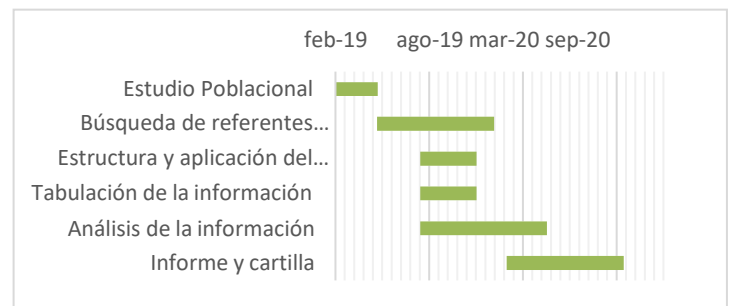 feb-19 ago-19 mar-20 sep-20
Estudio Poblacional
Búsqueda de referentes...
Estructura y aplicación del...
Tabulación de la información
Análisis de la información
Informe y cartilla